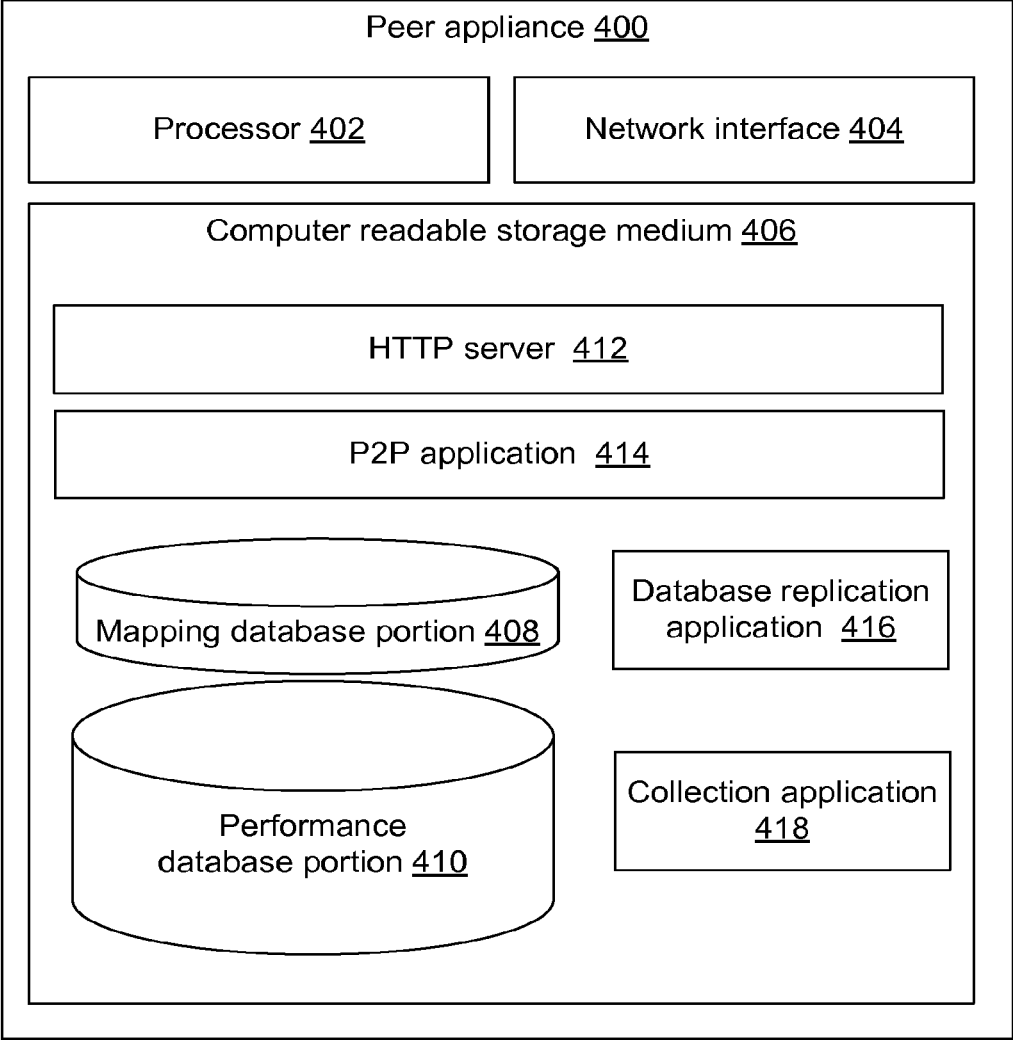 Peer appliance 400
Processor 402
Network interface 404
Computer readable storage medium 406
HTTP server 412
P2P application 414
Mapping database portion 408
Database replication
application 416
Performance
database portion 410
Collection application
418